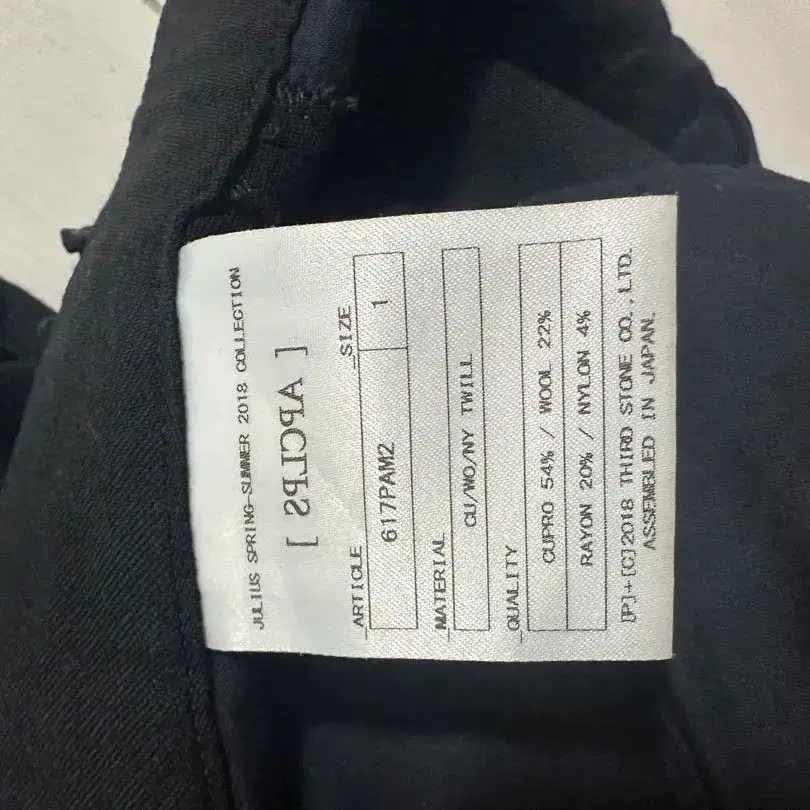 JULIUS SPRING-SUMMER 2018 COLLECTION
[ APCLPS ]
_ARTICLE _SIZE
617PAM2 1
_MATERIAL
CU/WO/NY TWILL
_QUALITY
CUPRO 54% / WOOL 22%
RAYON 20% / NYLON 4%
[P]+[C]2018 THIRD STONE CO.,LTD.
ASSEMBLED IN JAPAN.